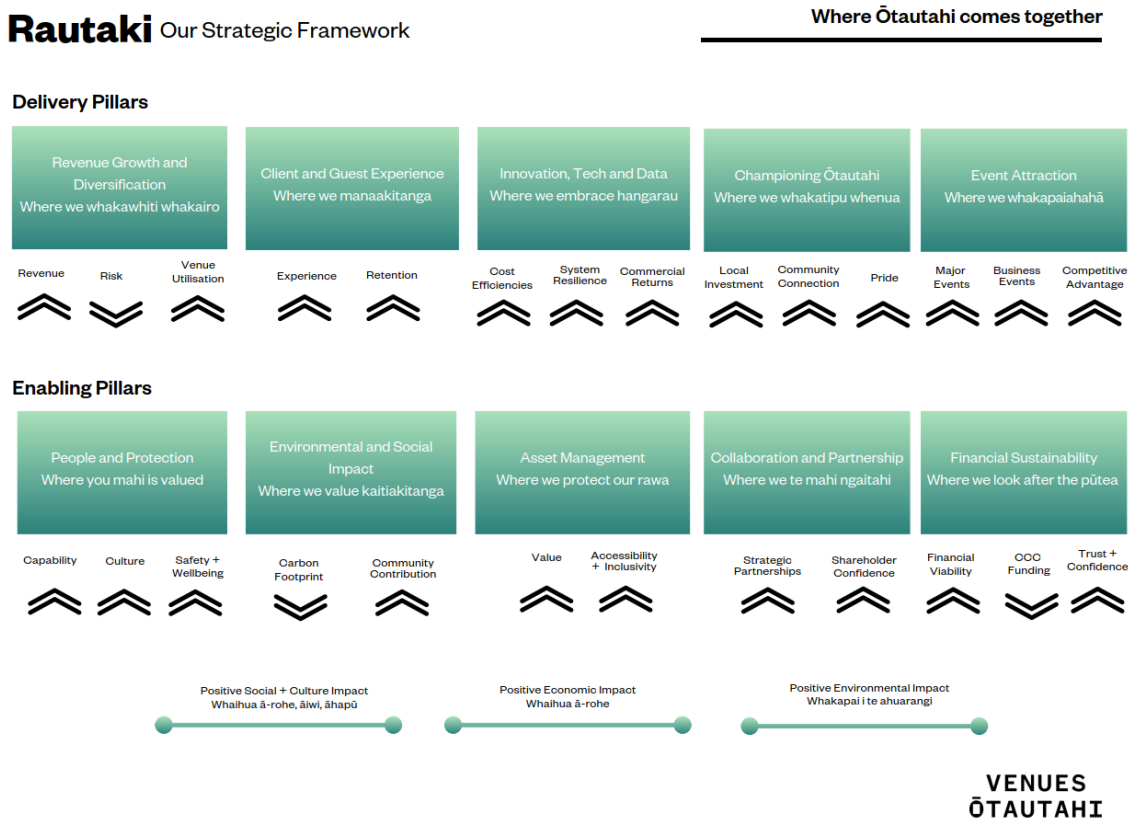 Rautaki Our Strategic Framework
Where Ōtautahi comes together
Delivery Pillars
Revenue Growth and
Diversification
Where we whakawhiti whakairo
Client and Guest Experience
Where we manaakitanga
Innovation, Tech and Data
Where we embrace hangarau
Championing Ōtautahi
Where we whakatipu whenua
Event Attraction
Where we whakapaiahahā
Revenue
Risk
Venue
Utilisation
Experience
Retention
Cost
Efficiencies
System
Resilience
Commercial
Returns
Local
Investment
Community
Connection
Pride
Major
Events
Business
Events
Competitive
Advantage
Enabling Pillars
People and Protection
Where you mahi is valued
Environmental and Social
Impact
Where we value kaitiakitanga
Asset Management
Where we protect our rawa
Collaboration and Partnership
Where we te mahi ngaitahi
Financial Sustainability
Where we look after the pūtea
Capability
Culture
Safety +
Wellbeing
Carbon
Footprint
Community
Contribution
Value
Accessibility
+ Inclusivity
Strategic
Partnerships
Shareholder
Confidence
Financial
Viability
CCC
Funding
Trust +
Confidence
Positive Social + Culture Impact
Whaihua ā-rohe, āiwi, āhapū
Positive Economic Impact
Whaihua ā-rohe
Positive Environmental Impact
Whakapai i te ahuarangi
VENUES
ŌTAUTAHI